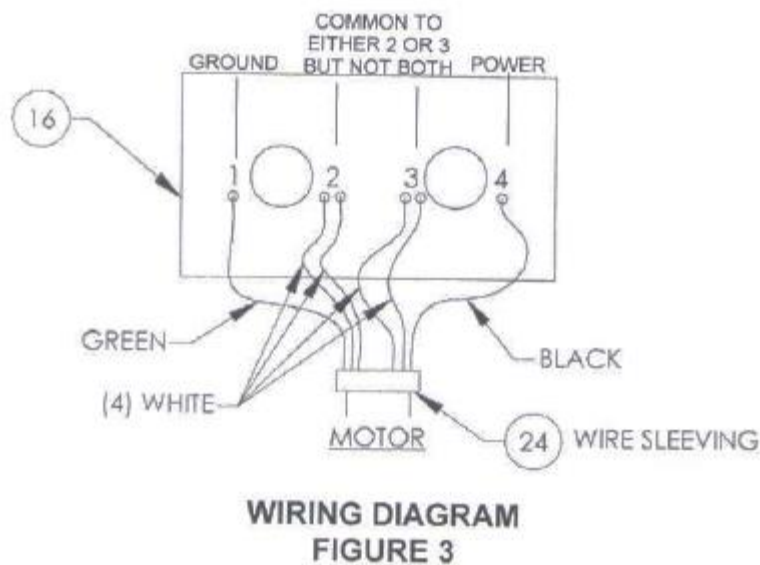 COMMON TO
EITHER 2 OR 3
GROUND BUT NOT BOTH POWER
16
1 2 3 4
GREEN
BLACK
(4) WHITE
MOTOR
24 WIRE SLEEVING
WIRING DIAGRAM
FIGURE 3